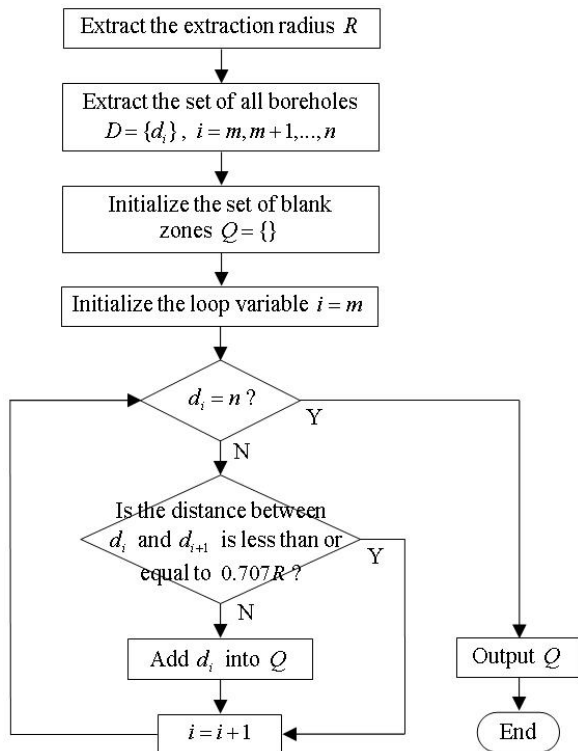 Extract the extraction radius R
Extract the set of all boreholes
D = {d_i} , i = m, m+1,..., n
Initialize the set of blank
zones Q = {}
Initialize the loop variable i = m
d_i = n ?
Y
N
Is the distance between
d_i and d_{i+1} is less than or
equal to 0.707R ?
Y
N
Add d_i into Q
Output Q
i = i+1
End